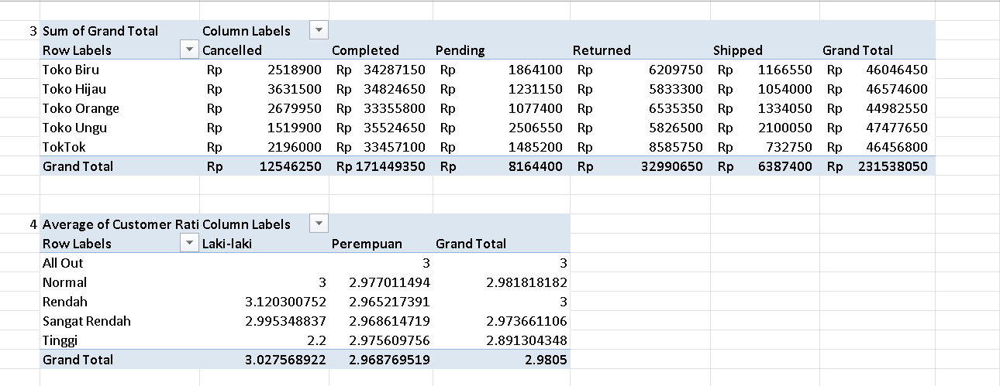 3 Sum of Grand Total Column Labels
Row Labels Cancelled Completed Pending Returned Shipped Grand Total
Toko Biru Rp 2518900 Rp 34287150 Rp 1864100 Rp 6209750 Rp 1166550 Rp 46046450
Toko Hijau Rp 3631500 Rp 34824650 Rp 1231150 Rp 5833300 Rp 1054000 Rp 46574600
Toko Orange Rp 2679950 Rp 33355800 Rp 1077400 Rp 6535350 Rp 1334050 Rp 44982550
Toko Ungu Rp 1519900 Rp 35524650 Rp 2506550 Rp 5826500 Rp 2100050 Rp 47477650
TokTok Rp 2196000 Rp 33457100 Rp 1485200 Rp 8585750 Rp 732750 Rp 46456800
Grand Total Rp 12546250 Rp 171449350 Rp 8164400 Rp 32990650 Rp 6387400 Rp 231538050
4 Average of Customer Rati Column Labels
Row Labels Laki-laki Perempuan Grand Total
All Out 3 3
Normal 3 2.977011494 2.981818182
Rendah 3.120300752 2.965217391 3
Sangat Rendah 2.995348837 2.968614719 2.973661106
Tinggi 2.2 2.975609756 2.891304348
Grand Total 3.027568922 2.968769519 2.9805